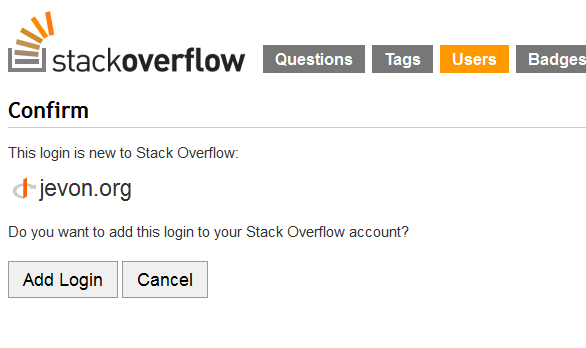 stackoverflow Questions Tags Users Badges
Confirm
This login is new to Stack Overflow:
jevon.org
Do you want to add this login to your Stack Overflow account?
Add Login Cancel